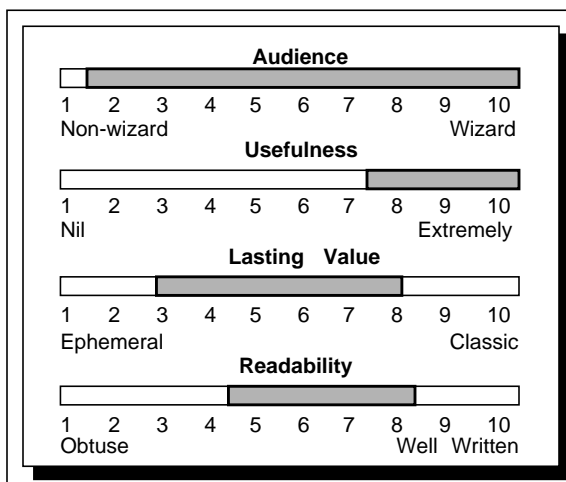 Audience
1 2 3 4 5 6 7 8 9 10
Non-wizard Wizard
Usefulness
1 2 3 4 5 6 7 8 9 10
Nil Extremely
Lasting Value
1 2 3 4 5 6 7 8 9 10
Ephemeral Classic
Readability
1 2 3 4 5 6 7 8 9 10
Obtuse Well Written